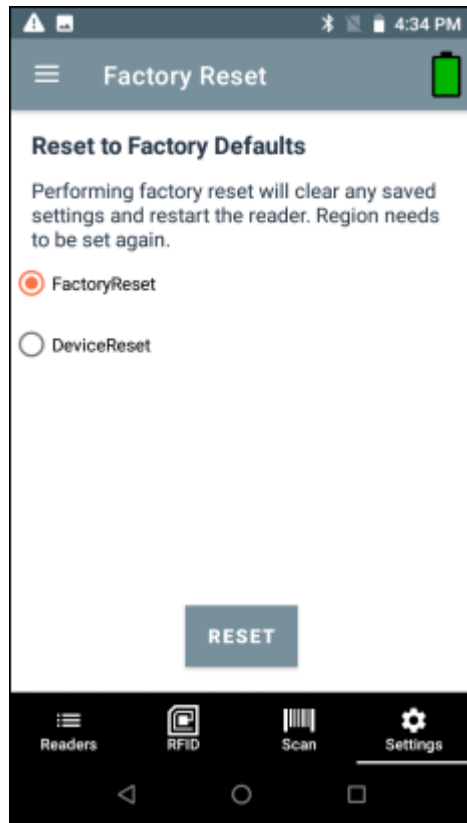 4:34 PM
Factory Reset
Reset to Factory Defaults
Performing factory reset will clear any saved
settings and restart the reader. Region needs
to be set again.
FactoryReset
DeviceReset
RESET
Readers
RFID
Scan
Settings